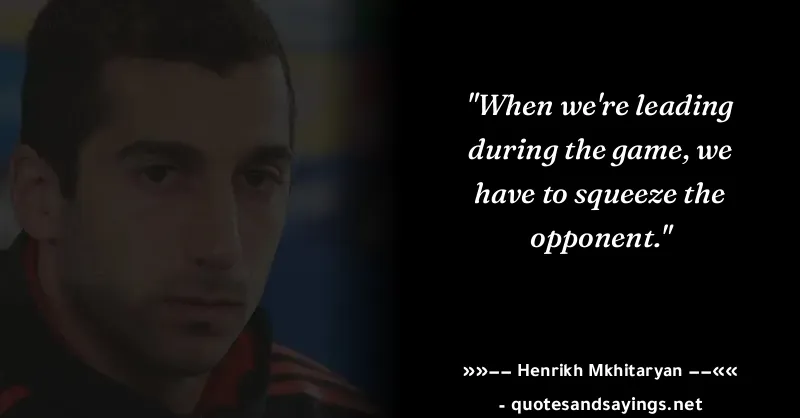 "When we're leading
during the game, we
have to squeeze the
opponent."
»»−− Henrikh Mkhitaryan −−««
- quotesandsayings.net